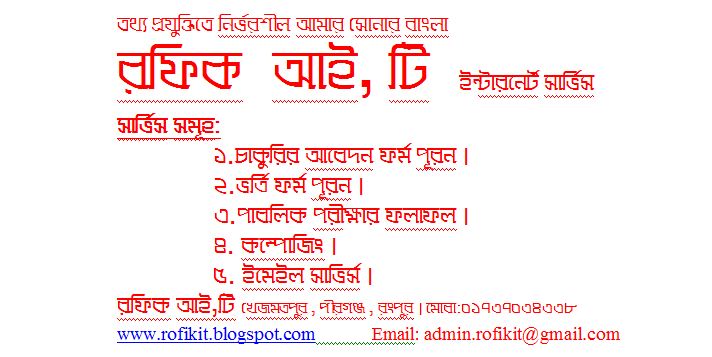 তথ্য প্রযুক্তিতে নির্ভরশীল আমার সোনার বাংলা
রফিক আই, টি ইন্টারনের্ট সার্ভিস
সার্ভিস সমূহ:
১.চাকুরির আবেদন ফর্ম পূরন।
২.ভর্তি ফর্ম পূরন।
৩.পাবলিক পরীক্ষার ফলাফল।
৪. কম্পোজিং।
৫. ইমেইল সাভির্স।
রফিক আই,টি খেজমতপুর , পীরগঞ্জ , রংপুর। মোবা:০১৭৩৭০৩৪৩৩৮
www.rofikit.blogspot.com Email: admin.rofikit@gmail.com